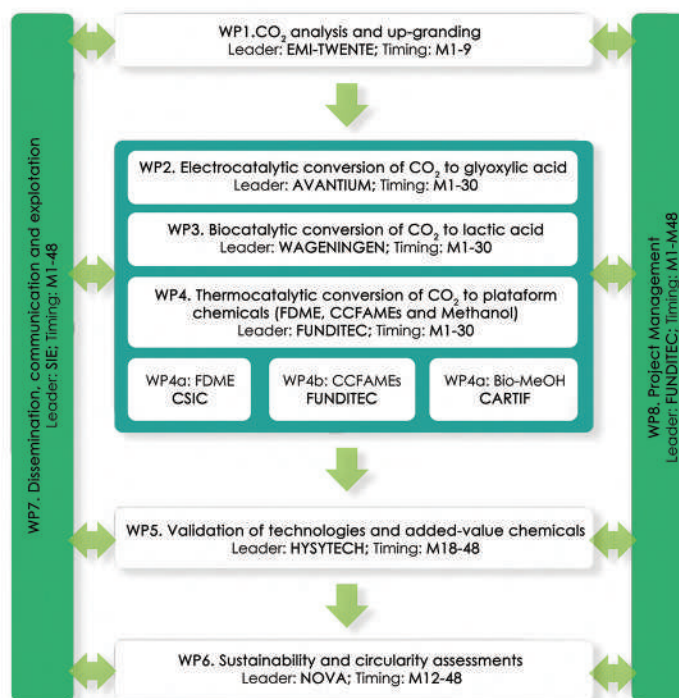 WP1.CO₂ analysis and up-granding
Leader: EMI-TWENTE; Timing: M1-9
WP7. Dissemination, communication and explotation
Leader: SIE; Timing: M1-48
WP2. Electrocatalytic conversion of CO₂ to glyoxylic acid
Leader: AVANTIUM; Timing: M1-30
WP3. Biocatalytic conversion of CO₂ to lactic acid
Leader: WAGENINGEN; Timing: M1-30
WP4. Thermocatalytic conversion of CO₂ to plataform
chemicals (FDME, CCFAMEs and Methanol)
Leader: FUNDITEC; Timing: M1-30
WP4a: FDME
CSIC
WP4b: CCFAMEs
FUNDITEC
WP4a: Bio-MeOH
CARTIF
WP8. Project Management
Leader: FUNDITEC; Timing: M1-M48
WP5. Validation of technologies and added-value chemicals
Leader: HYSYTECH; Timing: M18-48
WP6. Sustainability and circularity assessments
Leader: NOVA; Timing: M12-48